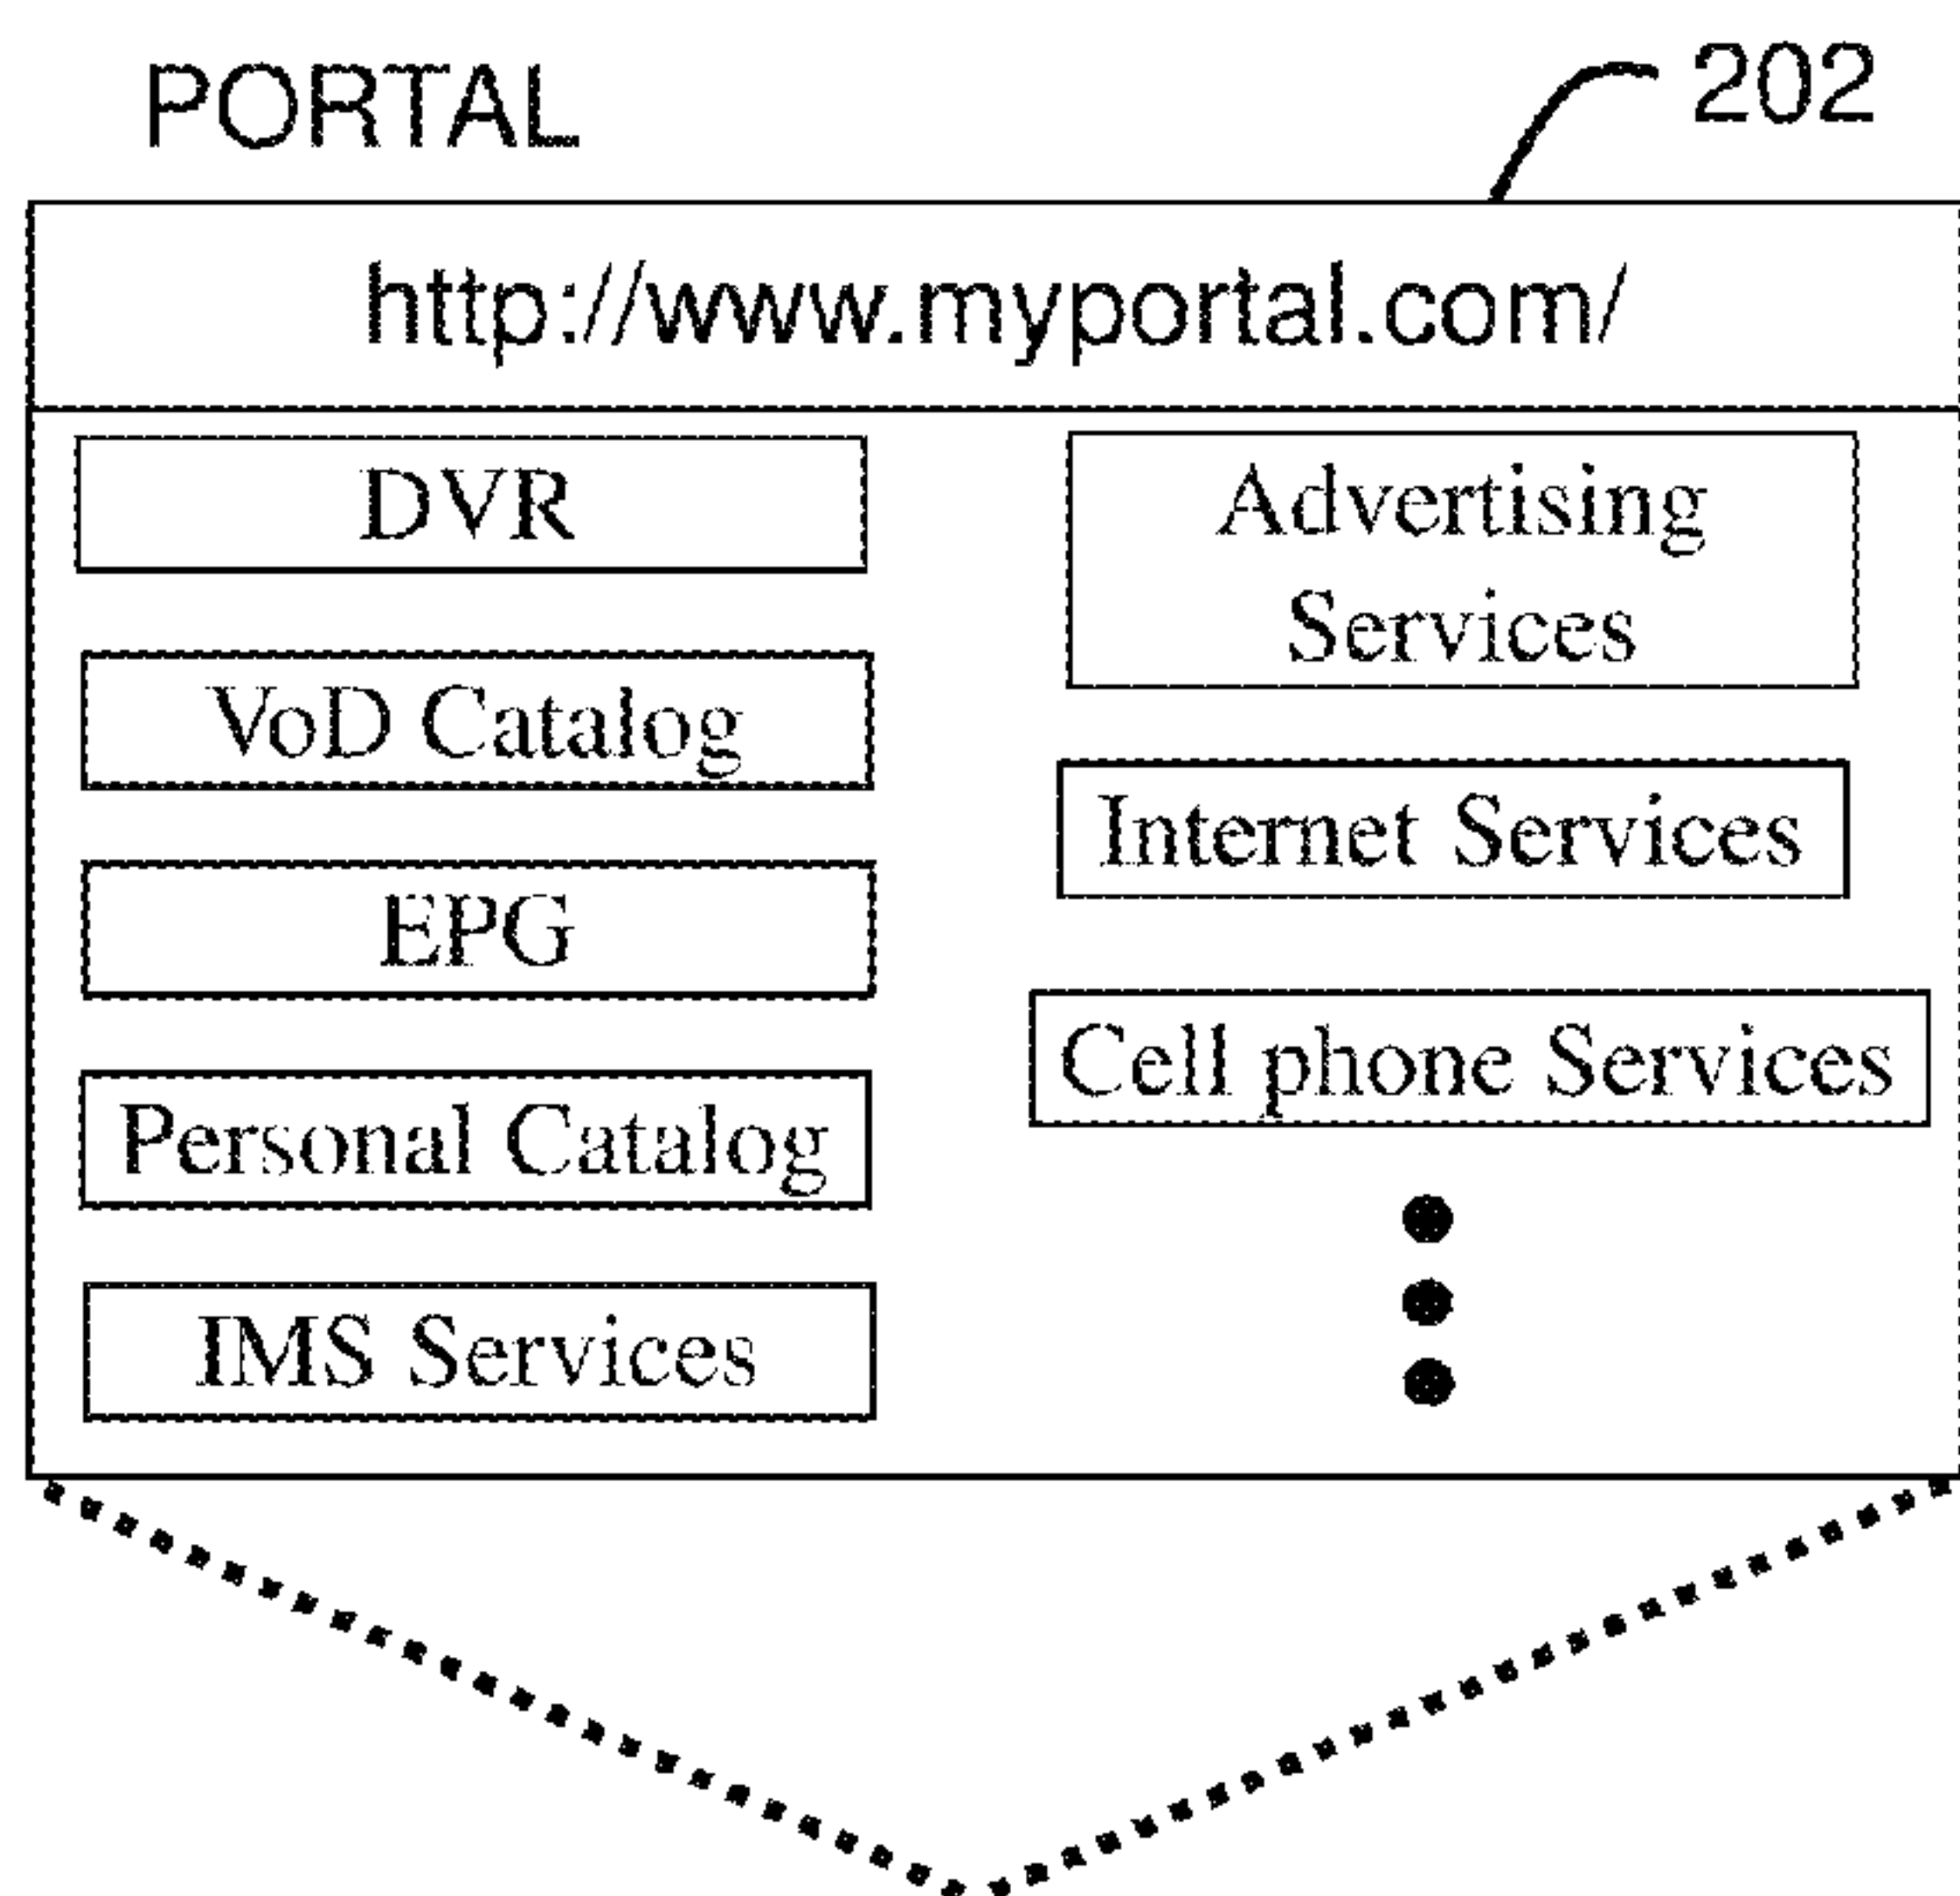 PORTAL
202
http://www.myportal.com/
DVR
VoD Catalog
EPG
Personal Catalog
IMS Services
Advertising
Services
Internet Services
Cell phone Services